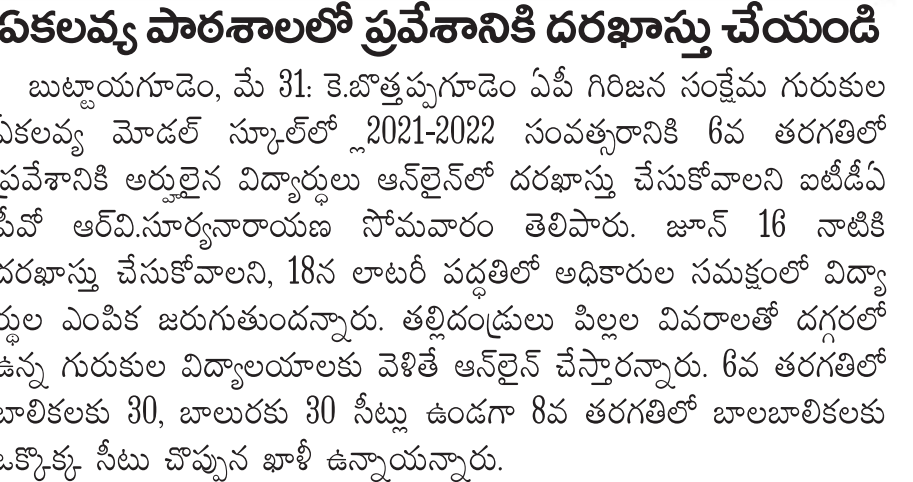 ఏకలవ్య పాఠశాలలో ప్రవేశానికి దరఖాస్తు చేయండి
బుట్టాయగూడెం, మే 31: కె.బొత్తప్పగూడెం ఏపీ గిరిజన సంక్షేమ గురుకుల
ఏకలవ్య మోడల్ స్కూల్‌లో ్ల2021-2022 సంవత్సరానికి 6వ తరగతిలో
ప్రవేశానికి అర్హులైన విద్యార్థులు ఆన్‌లైన్‌లో దరఖాస్తు చేసుకోవాలని ఐటీడీఏ
పీవో ఆర్‌వి.సూర్యనారాయణ సోమవారం తెలిపారు. జూన్ 16 నాటికి
దరఖాస్తు చేసుకోవాలని, 18న లాటరీ పద్ధతిలో అధికారుల సమక్షంలో విద్యా
ర్థుల ఎంపిక జరుగుతుందన్నారు. తల్లిదండ్రులు పిల్లల వివరాలతో దగ్గరలో
ఉన్న గురుకుల విద్యాలయాలకు వెళితే ఆన్‌లైన్ చేస్తారన్నారు. 6వ తరగతిలో
బాలికలకు 30, బాలురకు 30 సీట్లు ఉండగా 8వ తరగతిలో బాలబాలికలకు
ఒక్కొక్క సీటు చొప్పున ఖాళీ ఉన్నాయన్నారు.